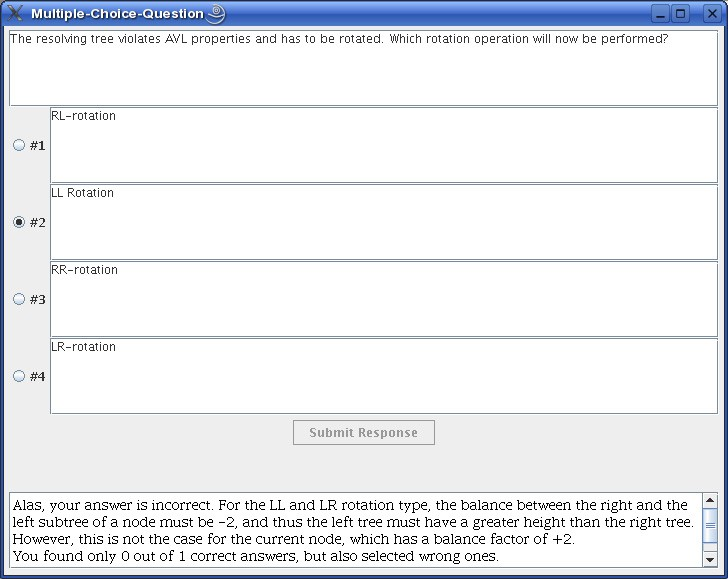 Multiple-Choice-Question
The resolving tree violates AVL properties and has to be rotated. Which rotation operation will now be performed?
#1
RL-rotation
#2
LL Rotation
#3
RR-rotation
#4
LR-rotation
Submit Response
Alas, your answer is incorrect. For the LL and LR rotation type, the balance between the right and the
left subtree of a node must be -2, and thus the left tree must have a greater height than the right tree.
However, this is not the case for the current node, which has a balance factor of +2.
You found only 0 out of 1 correct answers, but also selected wrong ones.